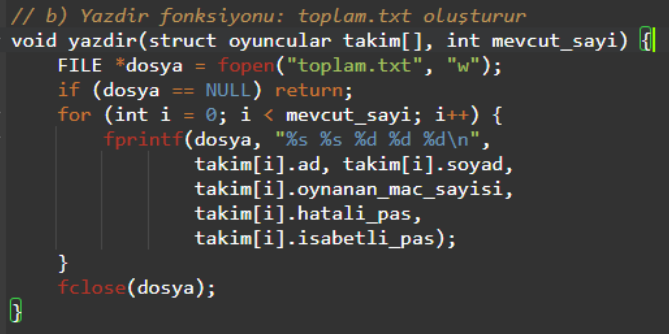 // b) Yazdir fonksiyonu: toplam.txt oluşturur
void yazdir(struct oyuncular takim[], int mevcut_sayi) {
    FILE *dosya = fopen("toplam.txt", "w");
    if (dosya == NULL) return;
    for (int i = 0; i < mevcut_sayi; i++) {
        fprintf(dosya, "%s %s %d %d %d\n",
                takim[i].ad, takim[i].soyad,
                takim[i].oynanan_mac_sayisi,
                takim[i].hatali_pas,
                takim[i].isabetli_pas);
    }
    fclose(dosya);
}